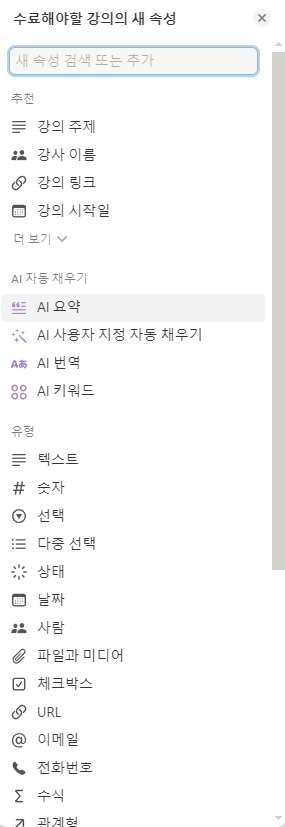 수료해야할 강의의 새 속성
새 속성 검색 또는 추가
추천
강의 주제
강사 이름
강의 링크
강의 시작일
더 보기
AI 자동 채우기
AI 요약
AI 사용자 지정 자동 채우기
AI 번역
AI 키워드
유형
텍스트
숫자
선택
다중 선택
상태
날짜
사람
파일과 미디어
체크박스
URL
이메일
전화번호
수식
관계형